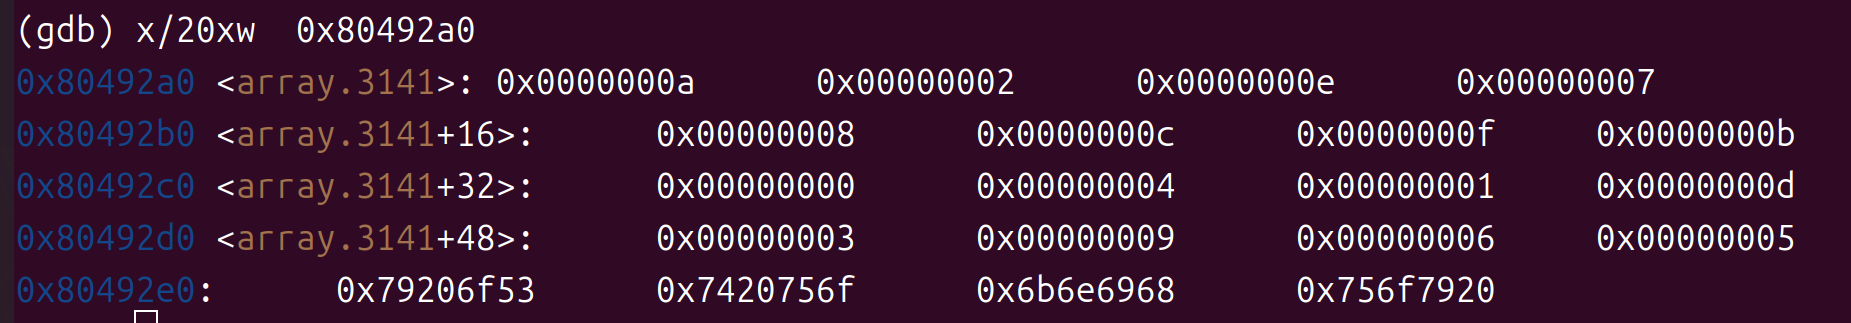 (gdb) x/20xw  0x80492a0
0x80492a0 <array.3141>: 0x0000000a 0x00000002 0x0000000e 0x00000007
0x80492b0 <array.3141+16>: 0x00000008 0x0000000c 0x0000000f 0x0000000b
0x80492c0 <array.3141+32>: 0x00000000 0x00000004 0x00000001 0x0000000d
0x80492d0 <array.3141+48>: 0x00000003 0x00000009 0x00000006 0x00000005
0x80492e0: 0x79206f53 0x7420756f 0x6b6e6968 0x756f7920